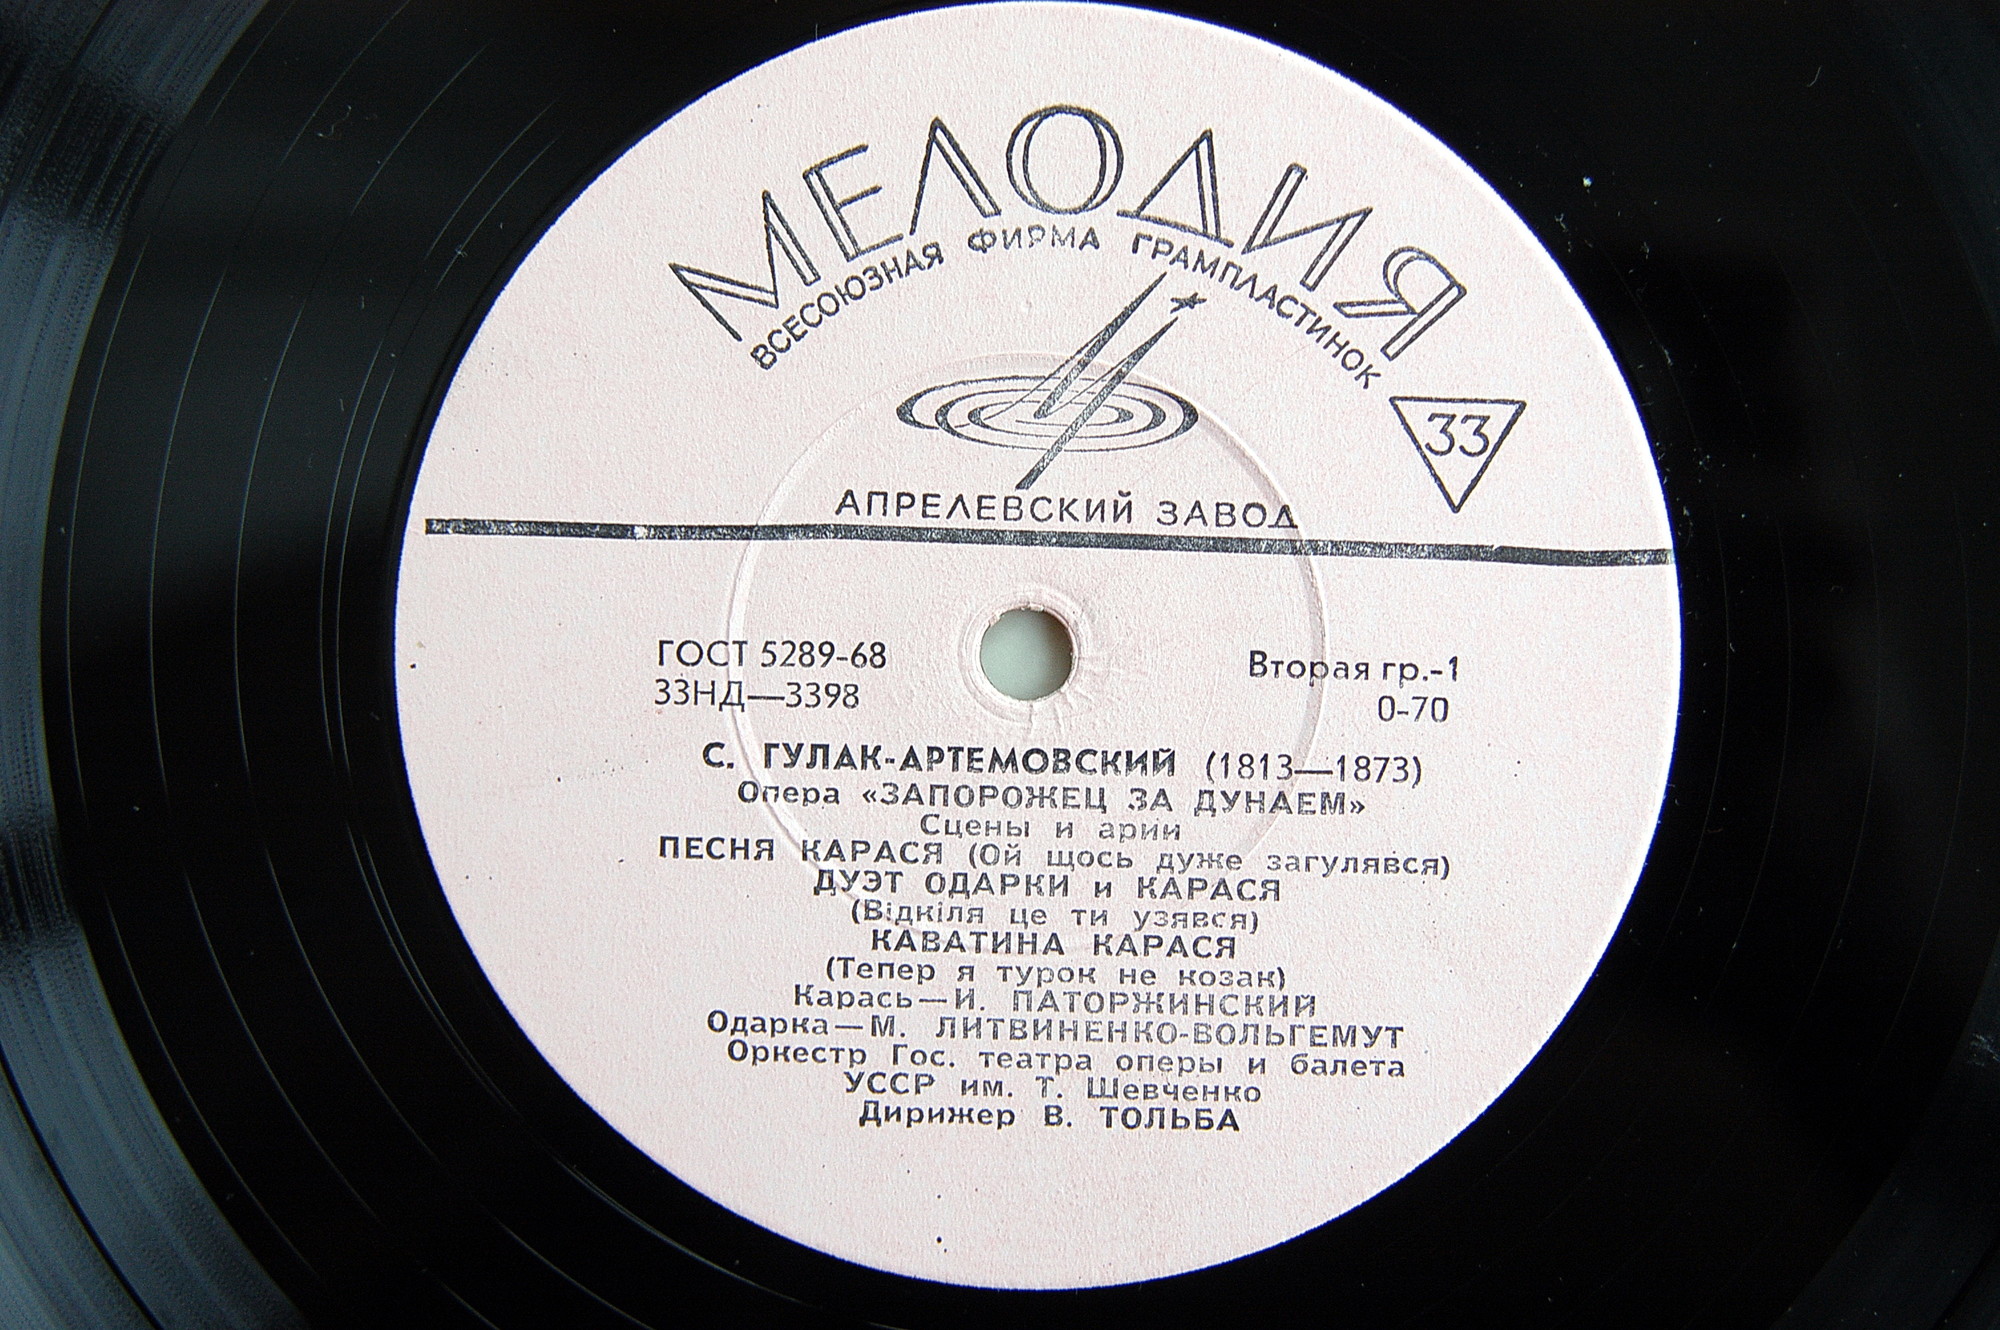 МЕЛОДИЯ
ВСЕСОЮЗНАЯ ФИРМА ГРАМПЛАСТИНОК
33
АПРЕЛЕВСКИЙ ЗАВОД
ГОСТ 5289-68
Вторая гр.-1
33НД—3398
0-70
С. ГУЛАК-АРТЕМОВСКИЙ (1813—1873)
Опера «ЗАПОРОЖЕЦ ЗА ДУНАЕМ»
Сцены и арии
ПЕСНЯ КАРАСЯ (Ой щось дуже загулявся)
ДУЭТ ОДАРКИ и КАРАСЯ
(Відкіля це ти узявся)
КАВАТИНА КАРАСЯ
(Тепер я турок не козак)
Карась—И. ПАТОРЖИНСКИЙ
Одарка—М. ЛИТВИНЕНКО-ВОЛЬГЕМУТ
Оркестр Гос. театра оперы и балета
УССР им. Т. Шевченко
Дирижер В. ТОЛЬБА